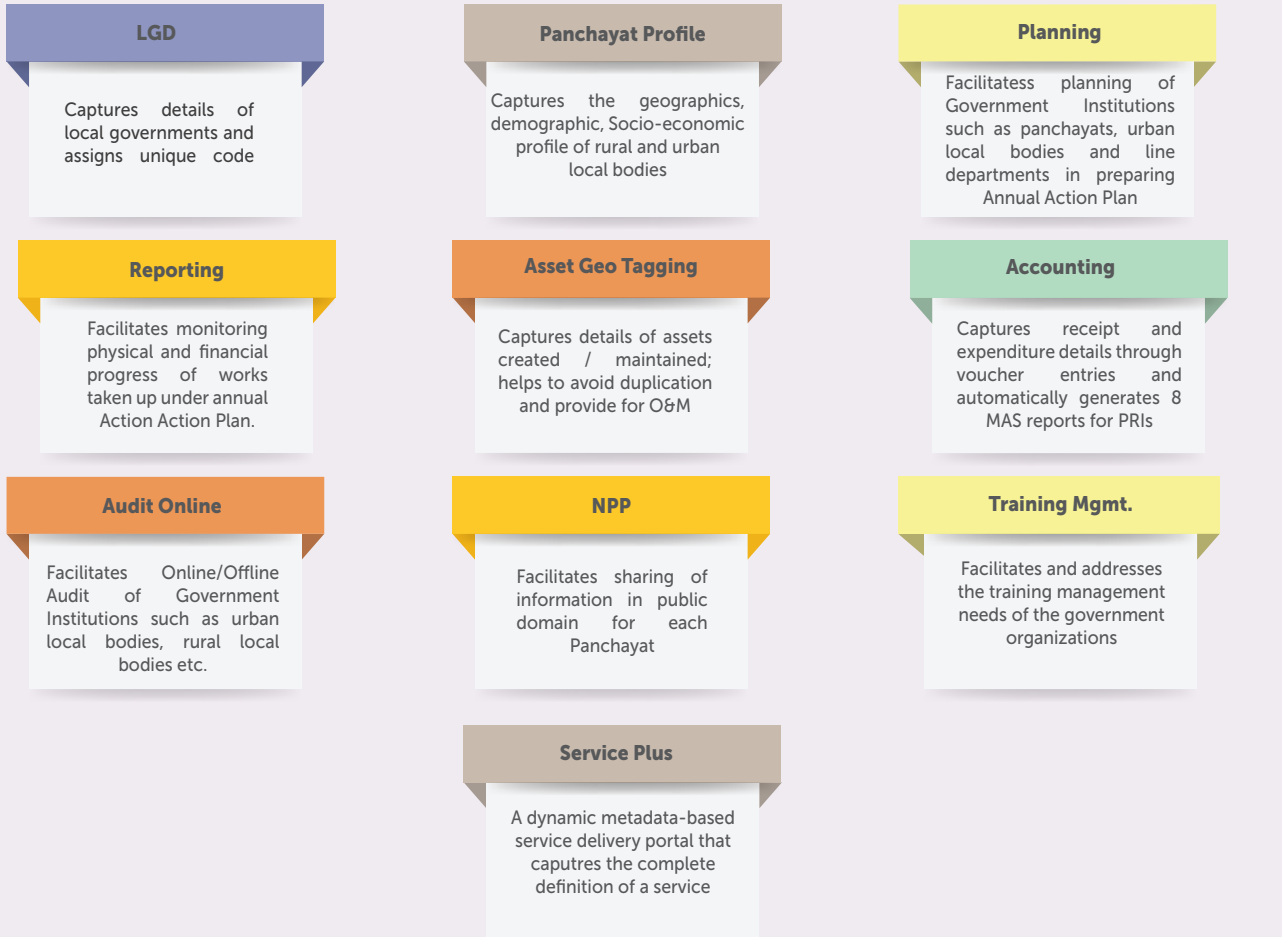 LGD
Captures details of
local governments and
assigns unique code
Panchayat Profile
Captures the geographics,
demographic, Socio-economic
profile of rural and urban
local bodies
Planning
Facilitatess planning of
Government Institutions
such as panchayats, urban
local bodies and line
departments in preparing
Annual Action Plan
Reporting
Facilitates monitoring
physical and financial
progress of works
taken up under annual
Action Action Plan.
Asset Geo Tagging
Captures details of assets
created / maintained;
helps to avoid duplication
and provide for O&M
Accounting
Captures receipt and
expenditure details through
voucher entries and
automatically generates 8
MAS reports for PRIs
Audit Online
Facilitates Online/Offline
Audit of Government
Institutions such as urban
local bodies, rural local
bodies etc.
NPP
Facilitates sharing of
information in public
domain for each
Panchayat
Training Mgmt.
Facilitates and addresses
the training management
needs of the government
organizations
Service Plus
A dynamic metadata-based
service delivery portal that
caputres the complete
definition of a service